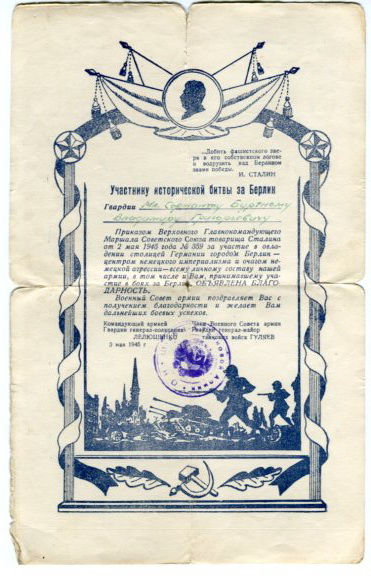 „Добить фашистского зве-
ря в его собственном логове
и водрузить над Берлином
знамя победы.
И. СТАЛИН
Участнику исторической битвы за Берлин
Гвардии Мл. Сержанту
Владимиру
Приказом Верховного Главнокомандующего
Маршала Советского Союза товарища Сталина
от 2 мая 1945 года № 359 за участие в овла-
дении столицей Германии городом Берлин —
центром немецкого империализма и очагом не-
мецкой агрессии—всему личному составу нашей
армии, в том числе и Вам, принимавшему уча-
стие в боях за Берлин, ОБЪЯВЛЕНА БЛАГО-
ДАРНОСТЬ.
Военный Совет армии поздравляет Вас с
получением благодарности и желает Вам
дальнейших боевых успехов.
Командующий армией
Гвардии генерал-полковник
ЛЕЛЮШЕНКО
Член Военного Совета армии
Гвардии генерал-майор
танковых войск ГУЛЯЕВ
3 мая 1945 г.